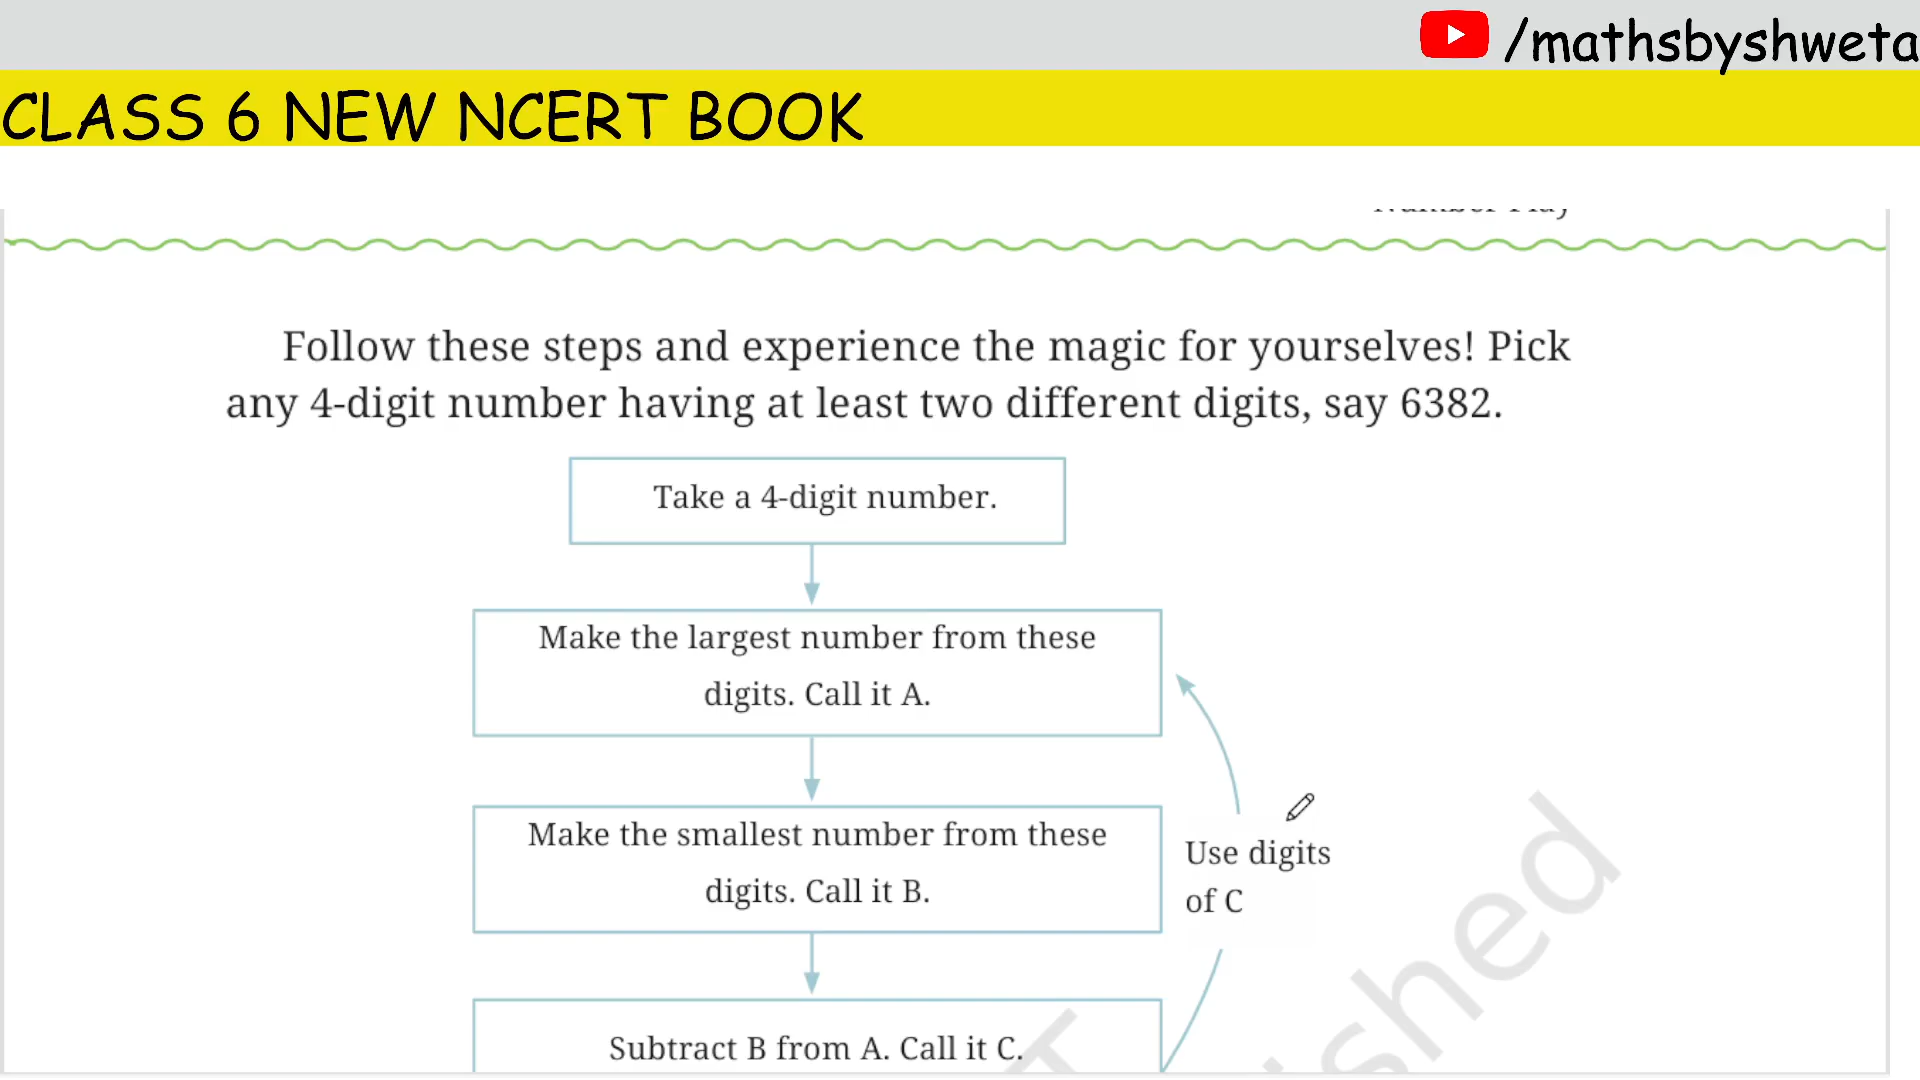 /mathsbyshweta
CLASS 6 NEW NCERT BOOK
Number Play
Follow these steps and experience the magic for yourselves! Pick
any 4-digit number having at least two different digits, say 6382.
Take a 4-digit number.
Make the largest number from these
digits. Call it A.
Make the smallest number from these
digits. Call it B.
Use digits
of C
Subtract B from A. Call it C.